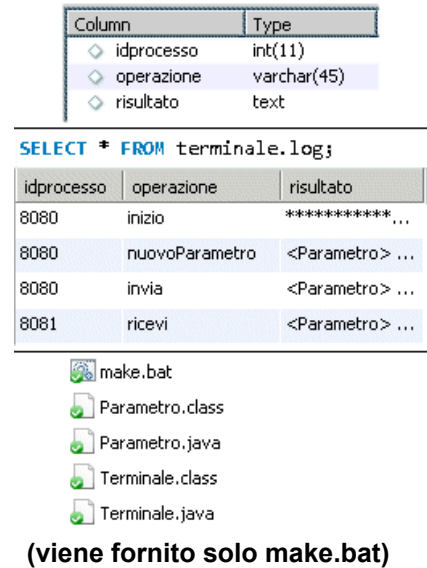 Column Type
idprocesso int(11)
operazione varchar(45)
risultato text
SELECT * FROM terminale.log;
idprocesso operazione risultato
8080 inizio ***********...
8080 nuovoParametro <Parametro> ...
8080 invia <Parametro> ...
8081 ricevi <Parametro> ...
make.bat
Parametro.class
Parametro.java
Terminale.class
Terminale.java
(viene fornito solo make.bat)